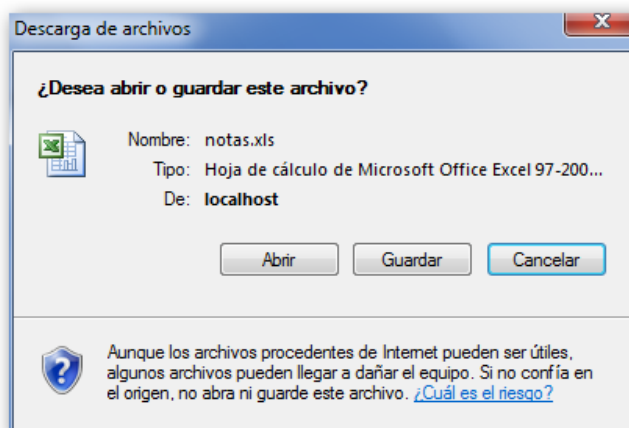 Descarga de archivos
¿Desea abrir o guardar este archivo?
Nombre: notas.xls
Tipo: Hoja de cálculo de Microsoft Office Excel 97-200...
De: localhost
Abrir Guardar Cancelar
Aunque los archivos procedentes de Internet pueden ser útiles,
algunos archivos pueden llegar a dañar el equipo. Si no confía en
el origen, no abra ni guarde este archivo. ¿Cuál es el riesgo?